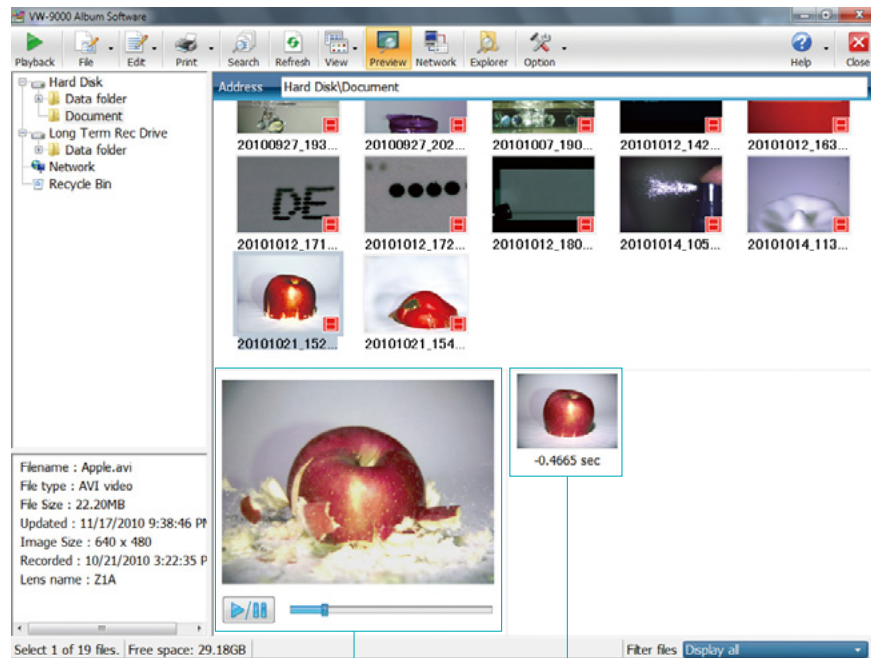 VW-9000 Album Software
Playback File Edit Print Search Refresh View Preview Network Explorer Option Help Close
Hard Disk
Data folder
Document
Long Term Rec Drive
Data folder
Network
Recycle Bin
Address Hard Disk\Document
20100927_193... 20100927_202... 20101007_190... 20101012_142... 20101012_163...
DE
20101012_171... 20101012_172... 20101012_180... 20101014_105... 20101014_113...
20101021_152... 20101021_154...
-0.4665 sec
Filename : Apple.avi
File type : AVI video
File Size : 22.20MB
Updated : 11/17/2010 9:38:46 PM
Image Size : 640 x 480
Recorded : 10/21/2010 3:22:35 P
Lens name : Z1A
Select 1 of 19 files. Free space: 29.18GB Filter files Display all